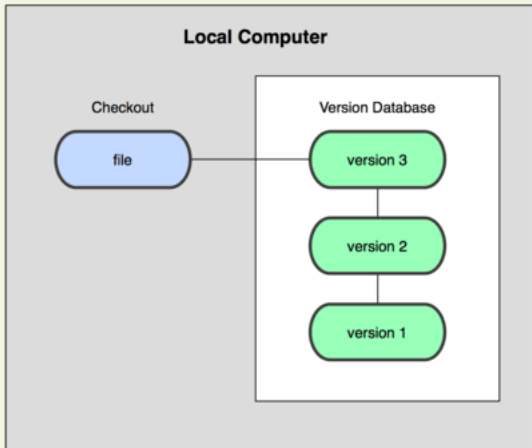 Local Computer
Checkout
Version Database
file
version 3
version 2
version 1